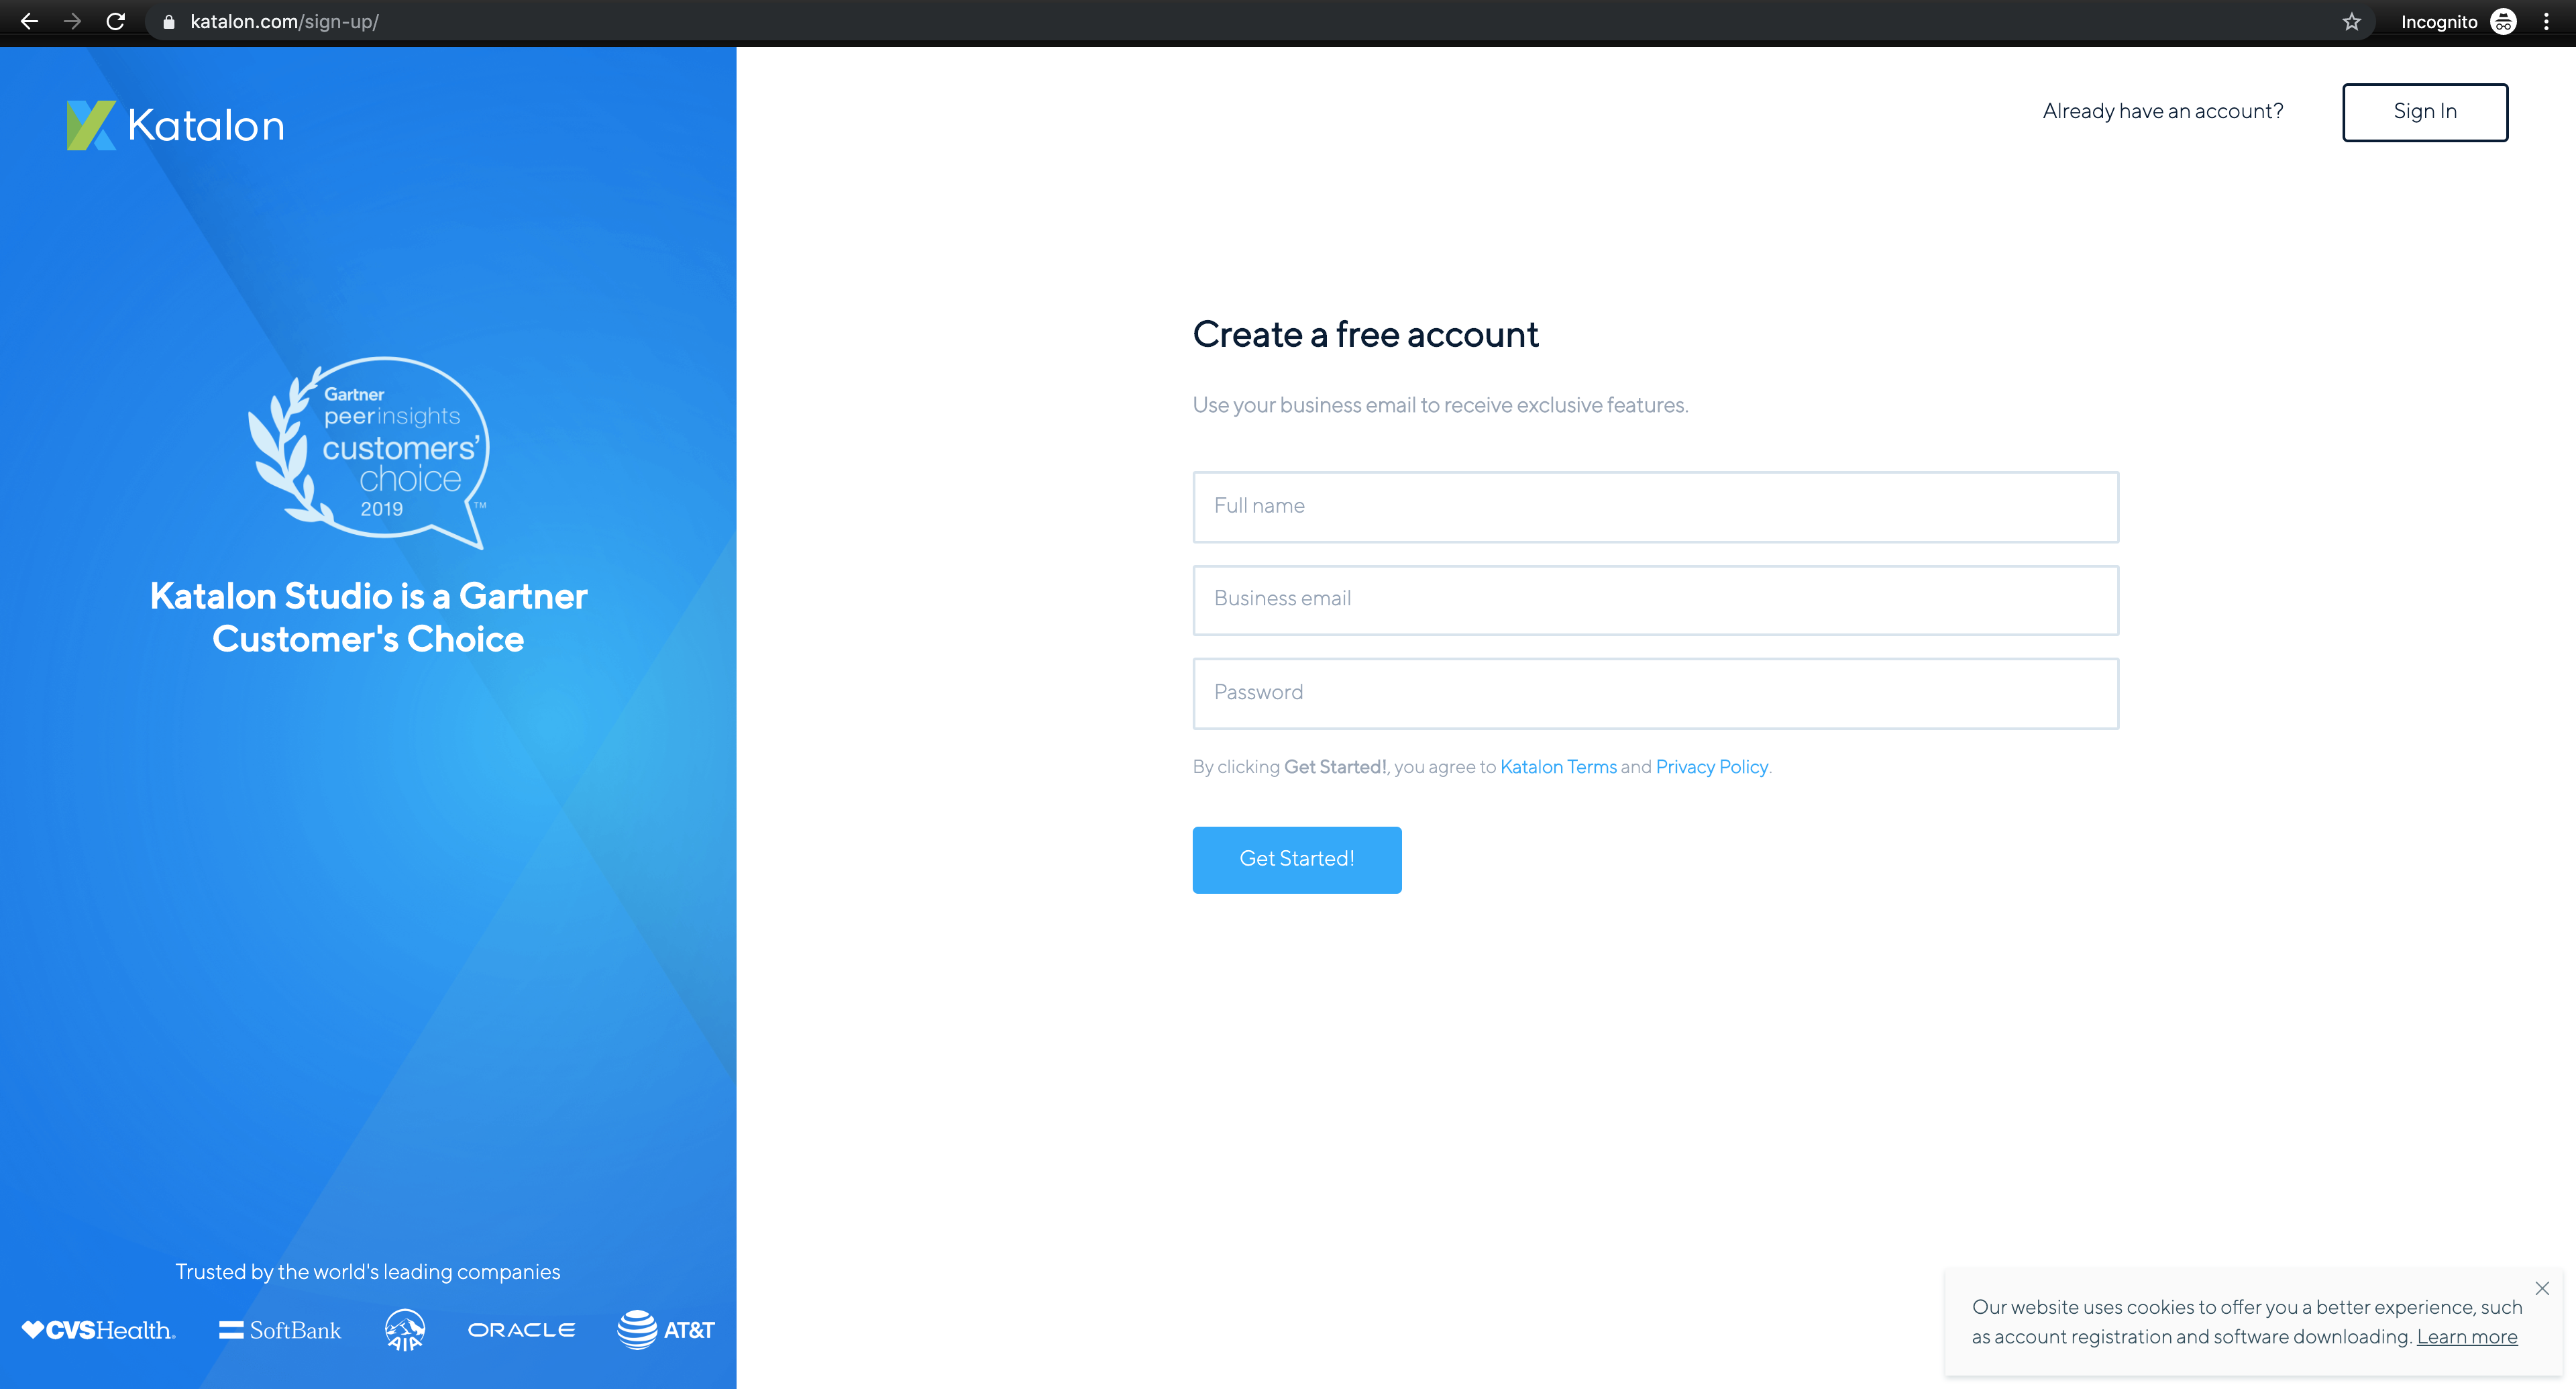 katalon.com/sign-up/
Incognito
Katalon
Already have an account?
Sign In
Gartner
peerinsights
customers'
choice
2019
TM
Katalon Studio is a Gartner
Customer's Choice
Create a free account
Use your business email to receive exclusive features.
Full name
Business email
Password
By clicking Get Started!, you agree to Katalon Terms and Privacy Policy.
Get Started!
Trusted by the world's leading companies
CVSHealth.
SoftBank
AIA
ORACLE
AT&T
Our website uses cookies to offer you a better experience, such
as account registration and software downloading. Learn more